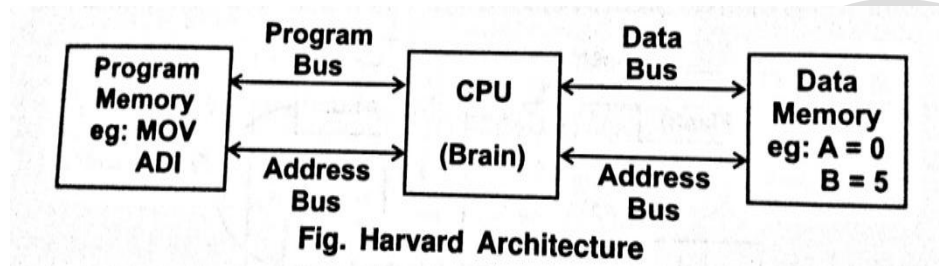 Program
Memory
eg: MOV
ADI
Program
Bus
Address
Bus
CPU
(Brain)
Data
Bus
Address
Bus
Data
Memory
eg: A = 0
B = 5
Fig. Harvard Architecture